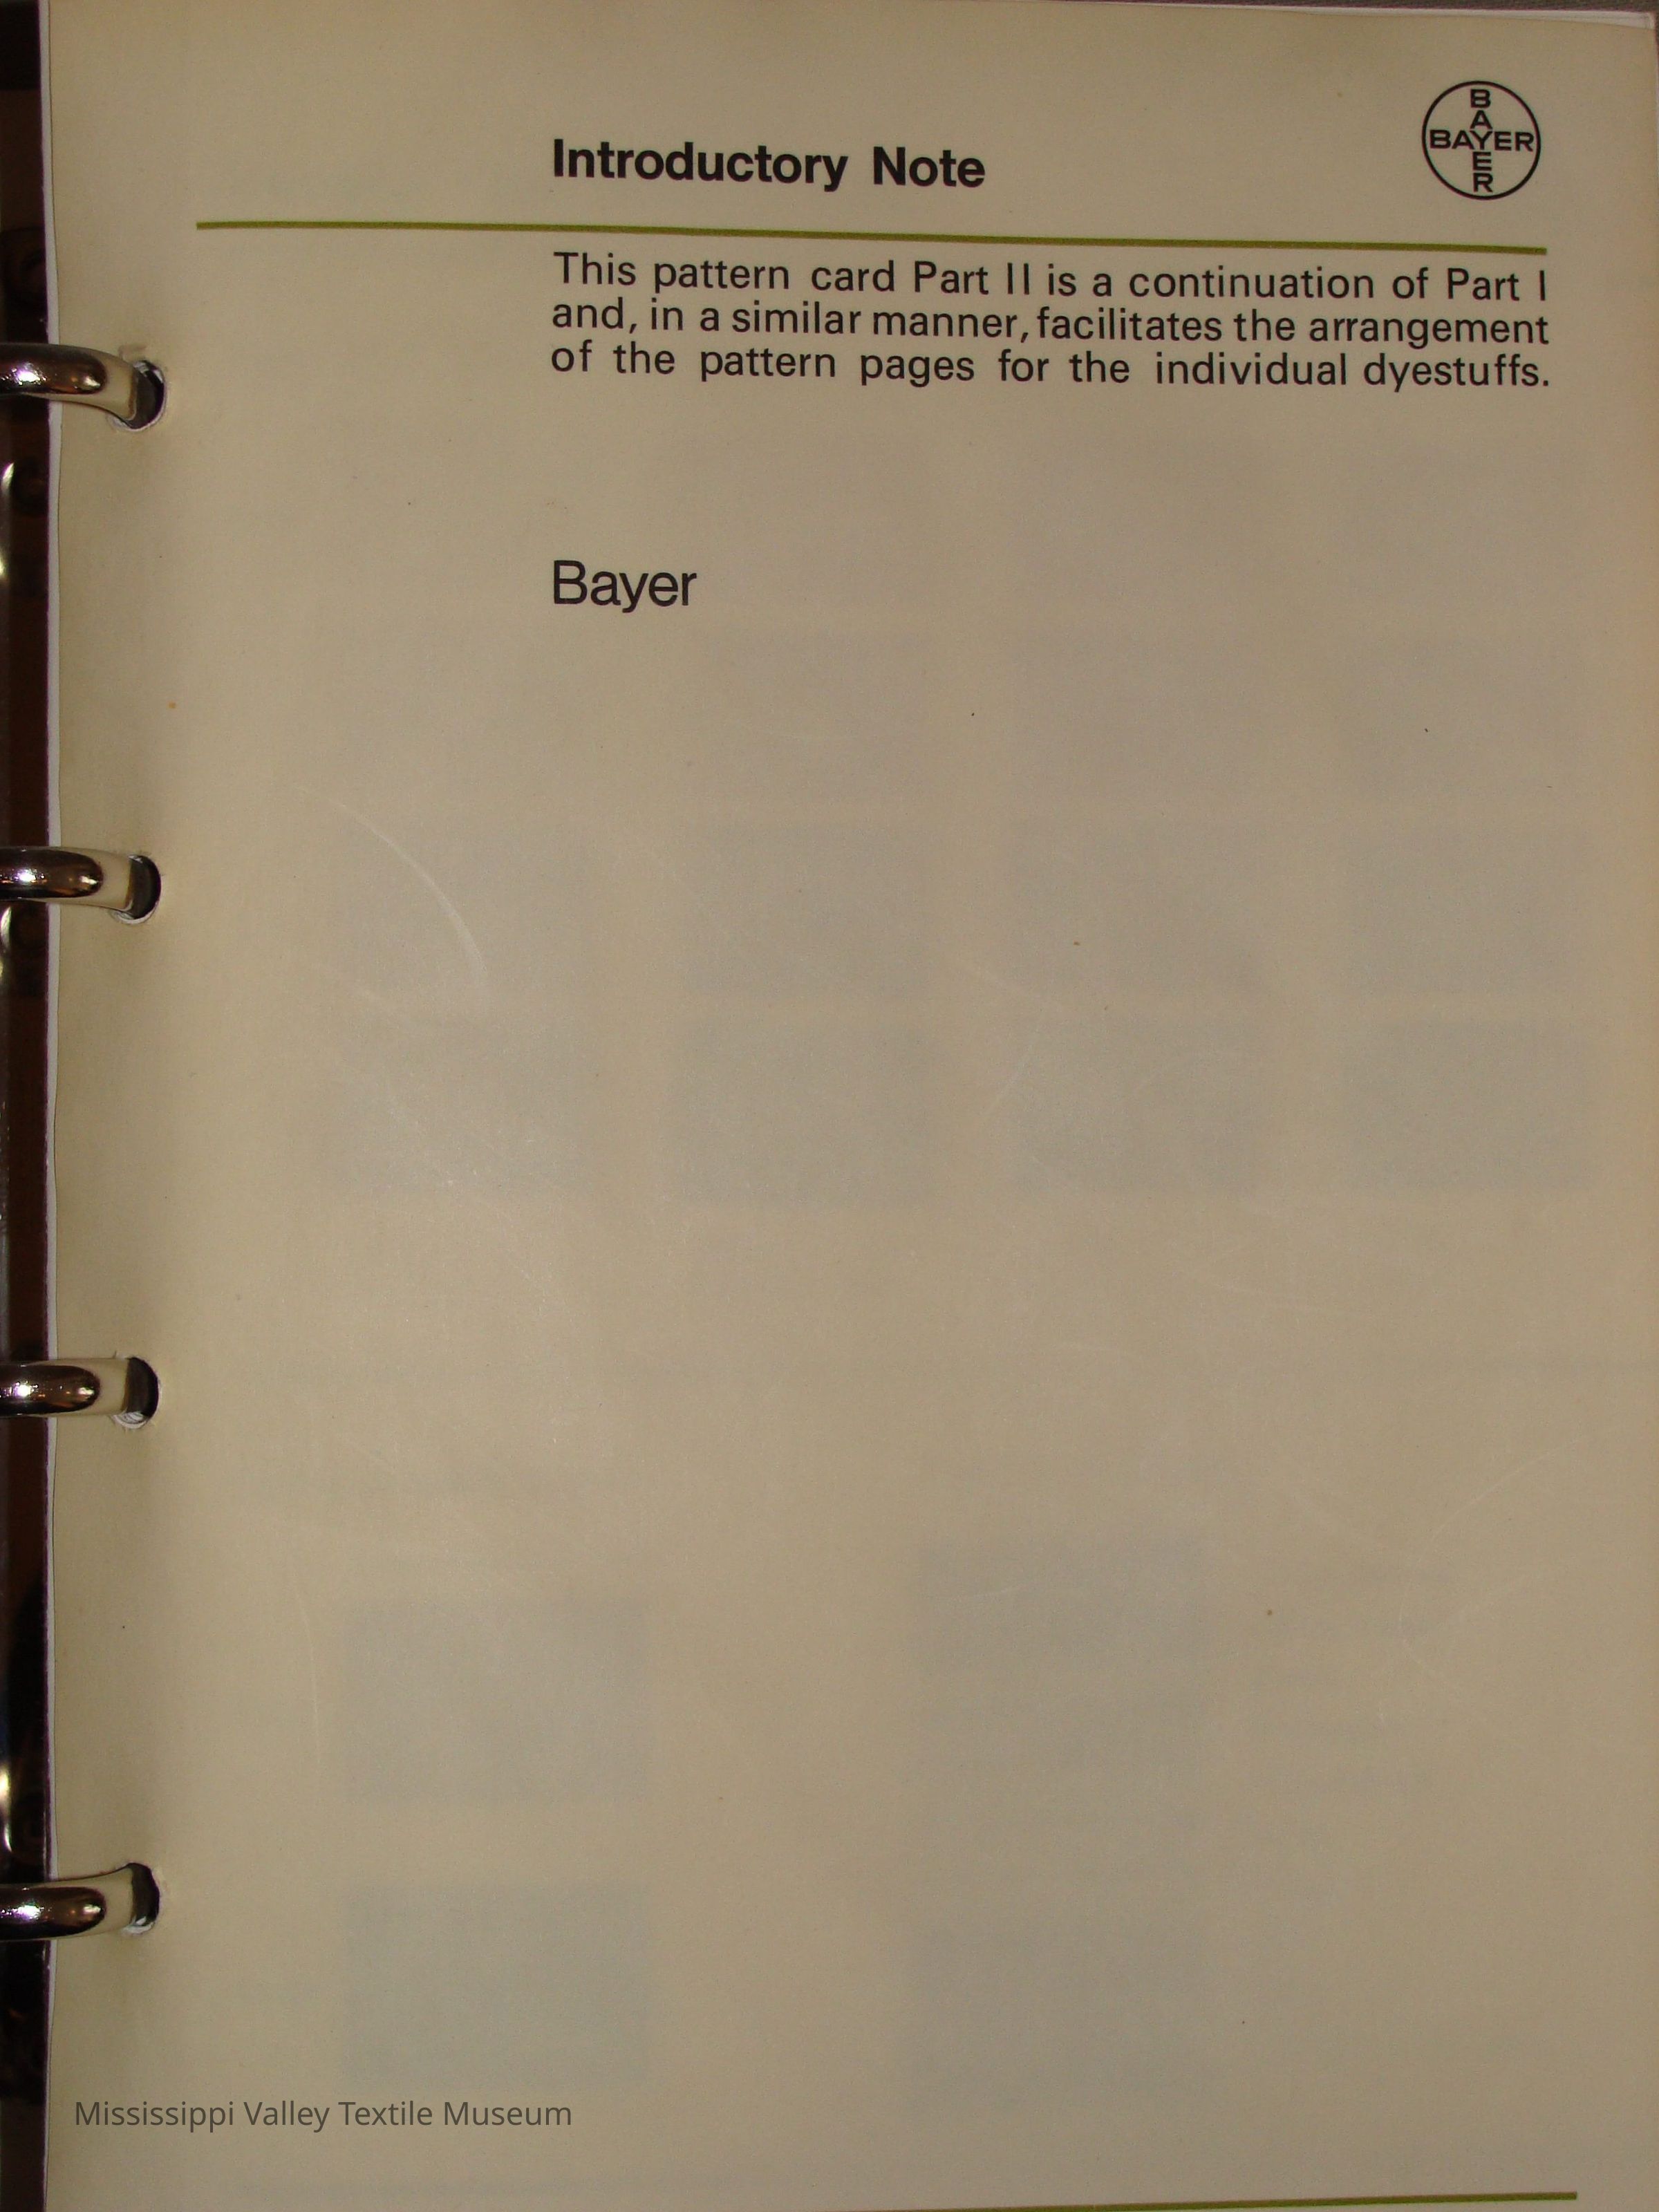 Introductory Note
B
A
BAYER
E
R
This pattern card Part II is a continuation of Part I
and, in a similar manner, facilitates the arrangement
of the pattern pages for the individual dyestuffs.
Bayer
Mississippi Valley Textile Museum